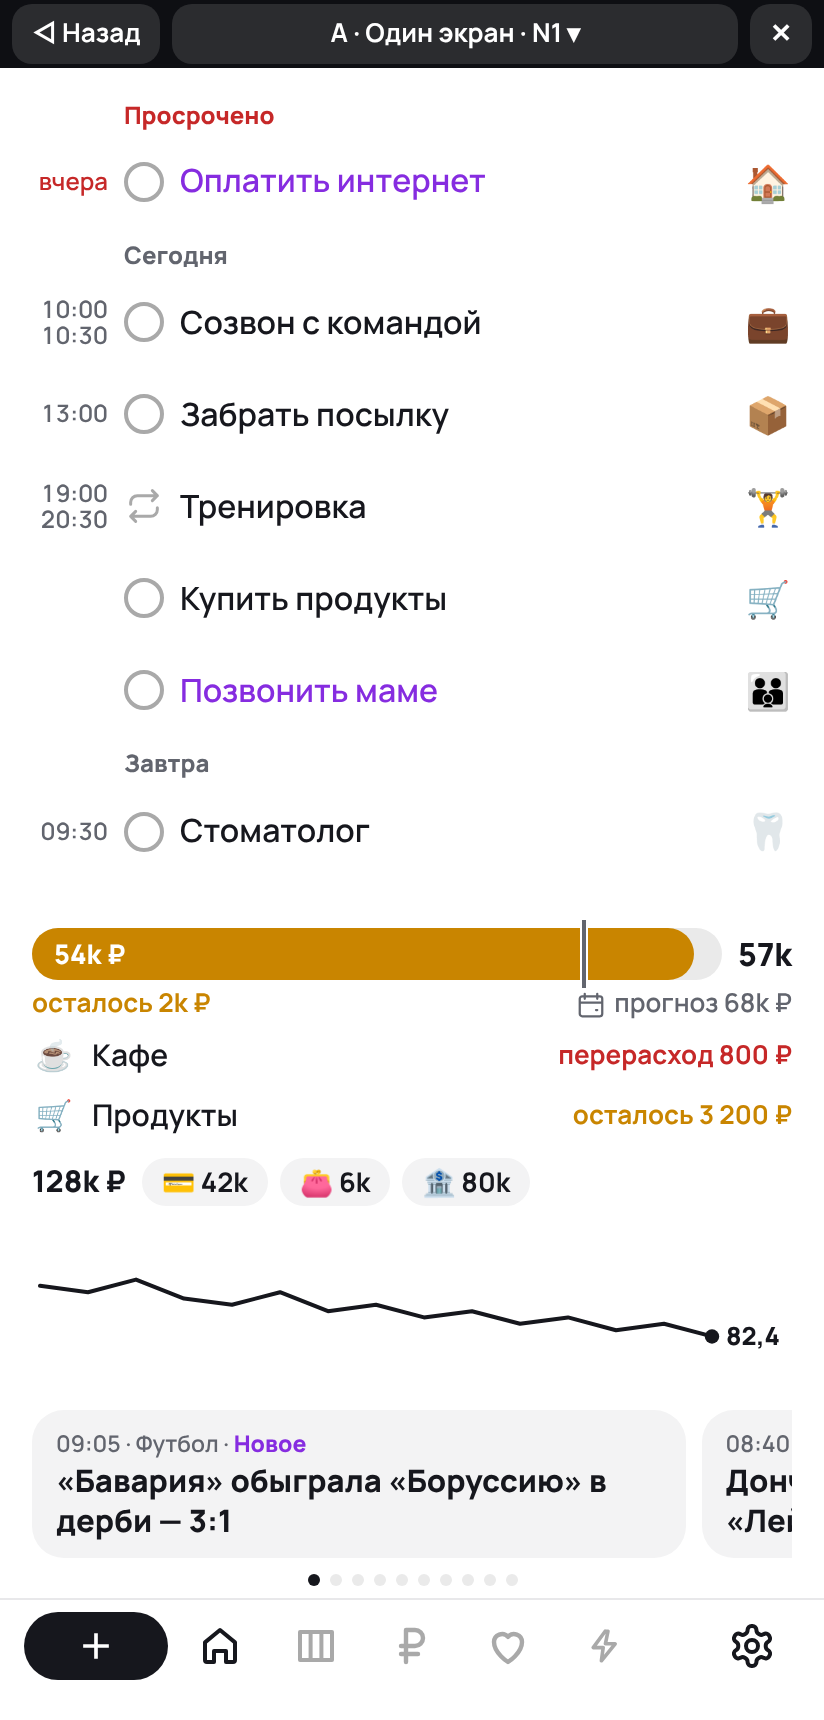 Назад
А · Один экран · N1 ▾
×
Просрочено
вчера Оплатить интернет
Сегодня
10:00
10:30
Созвон с командой
13:00 Забрать посылку
19:00
20:30
Тренировка
Купить продукты
Позвонить маме
Завтра
09:30 Стоматолог
54k ₽ 57k
осталось 2k ₽ прогноз 68k ₽
Кафе перерасход 800 ₽
Продукты осталось 3 200 ₽
128k ₽ 42k 6k 80k
82,4
09:05 · Футбол · Новое
«Бавария» обыграла «Боруссию» в
дерби — 3:1
08:40